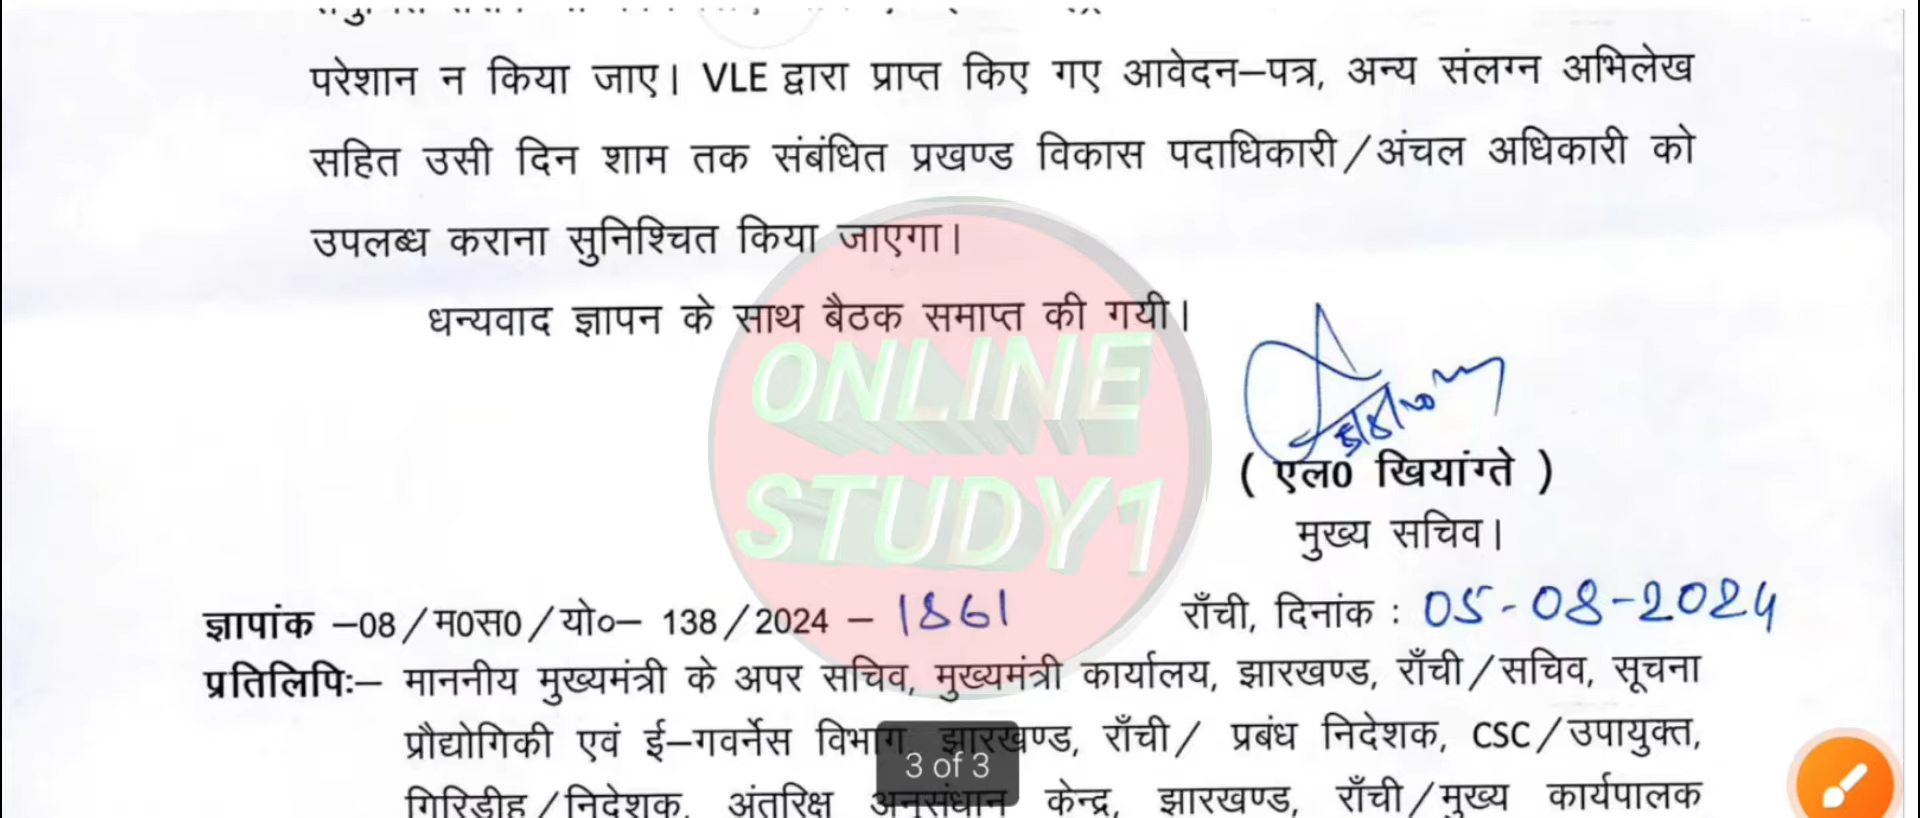 परेशान न किया जाए। VLE द्वारा प्राप्त किए गए आवेदन–पत्र, अन्य संलग्न अभिलेख
सहित उसी दिन शाम तक संबंधित प्रखण्ड विकास पदाधिकारी/अंचल अधिकारी को
उपलब्ध कराना सुनिश्चित किया जाएगा।
धन्यवाद ज्ञापन के साथ बैठक समाप्त की गयी।
ONLINE
STUDY1
( एल0 खियांग्ते )
मुख्य सचिव।
ज्ञापांक –08/म0स0/यो०– 138/2024 – 1861 राँची, दिनांक : 05-08-2024
प्रतिलिपिः– माननीय मुख्यमंत्री के अपर सचिव, मुख्यमंत्री कार्यालय, झारखण्ड, राँची/सचिव, सूचना
प्रौद्योगिकी एवं ई–गवर्नेस विभाग, झारखण्ड, राँची/ प्रबंध निदेशक, CSC/उपायुक्त,
3 of 3
गिरिडीह/निदेशक, अंतरिक्ष अनुसंधान केन्द्र, झारखण्ड, राँची/मुख्य कार्यपालक